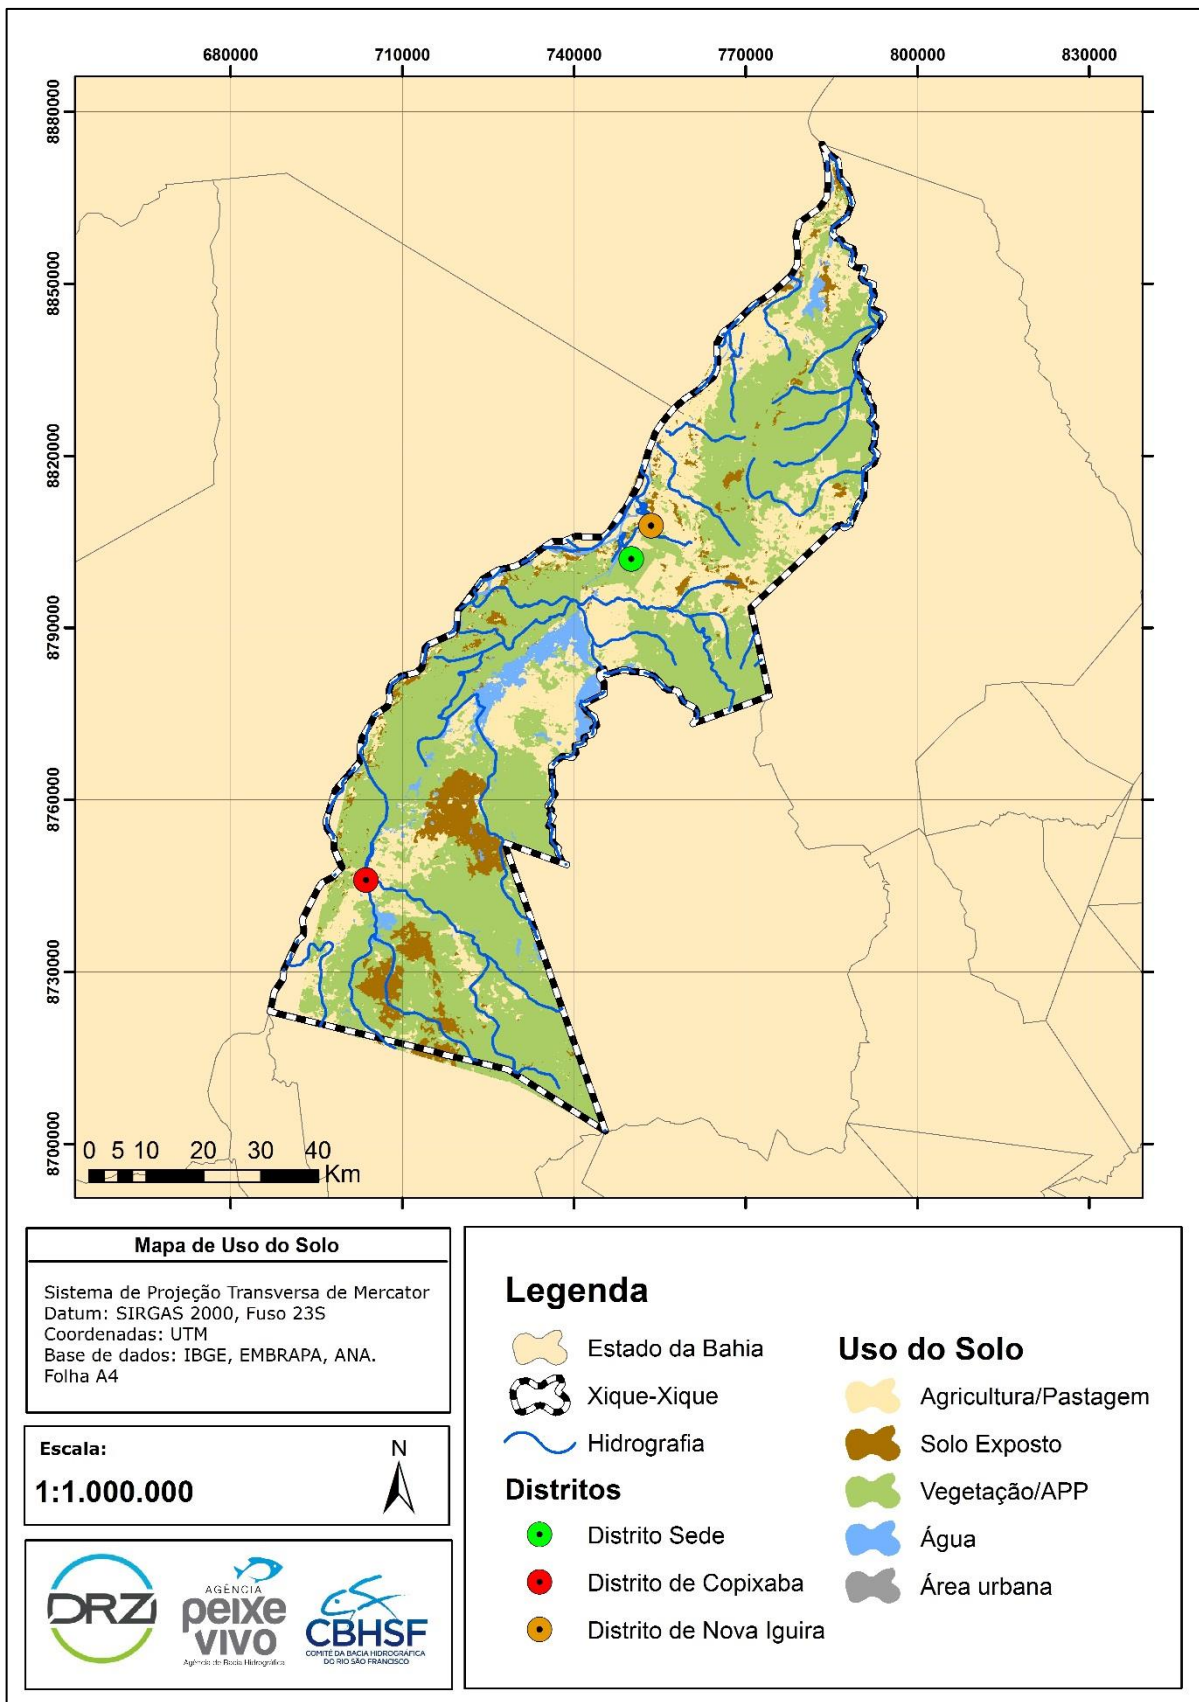 680000 710000 740000 770000 800000 830000
8880000
8850000
8820000
8790000
8760000
8730000
8700000
0 5 10 20 30 40
Km
Mapa de Uso do Solo
Sistema de Projeção Transversa de Mercator
Datum: SIRGAS 2000, Fuso 23S
Coordenadas: UTM
Base de dados: IBGE, EMBRAPA, ANA.
Folha A4
Escala:
1:1.000.000
N
DRZ
AGÊNCIA
peixe
vivo
Agência de Bacia Hidrográfica
CBHSF
COMITÊ DA BACIA HIDROGRÁFICA
DO RIO SÃO FRANCISCO
Legenda
Estado da Bahia
Xique-Xique
Hidrografia
Distritos
Distrito Sede
Distrito de Copixaba
Distrito de Nova Iguira
Uso do Solo
Agricultura/Pastagem
Solo Exposto
Vegetação/APP
Água
Área urbana